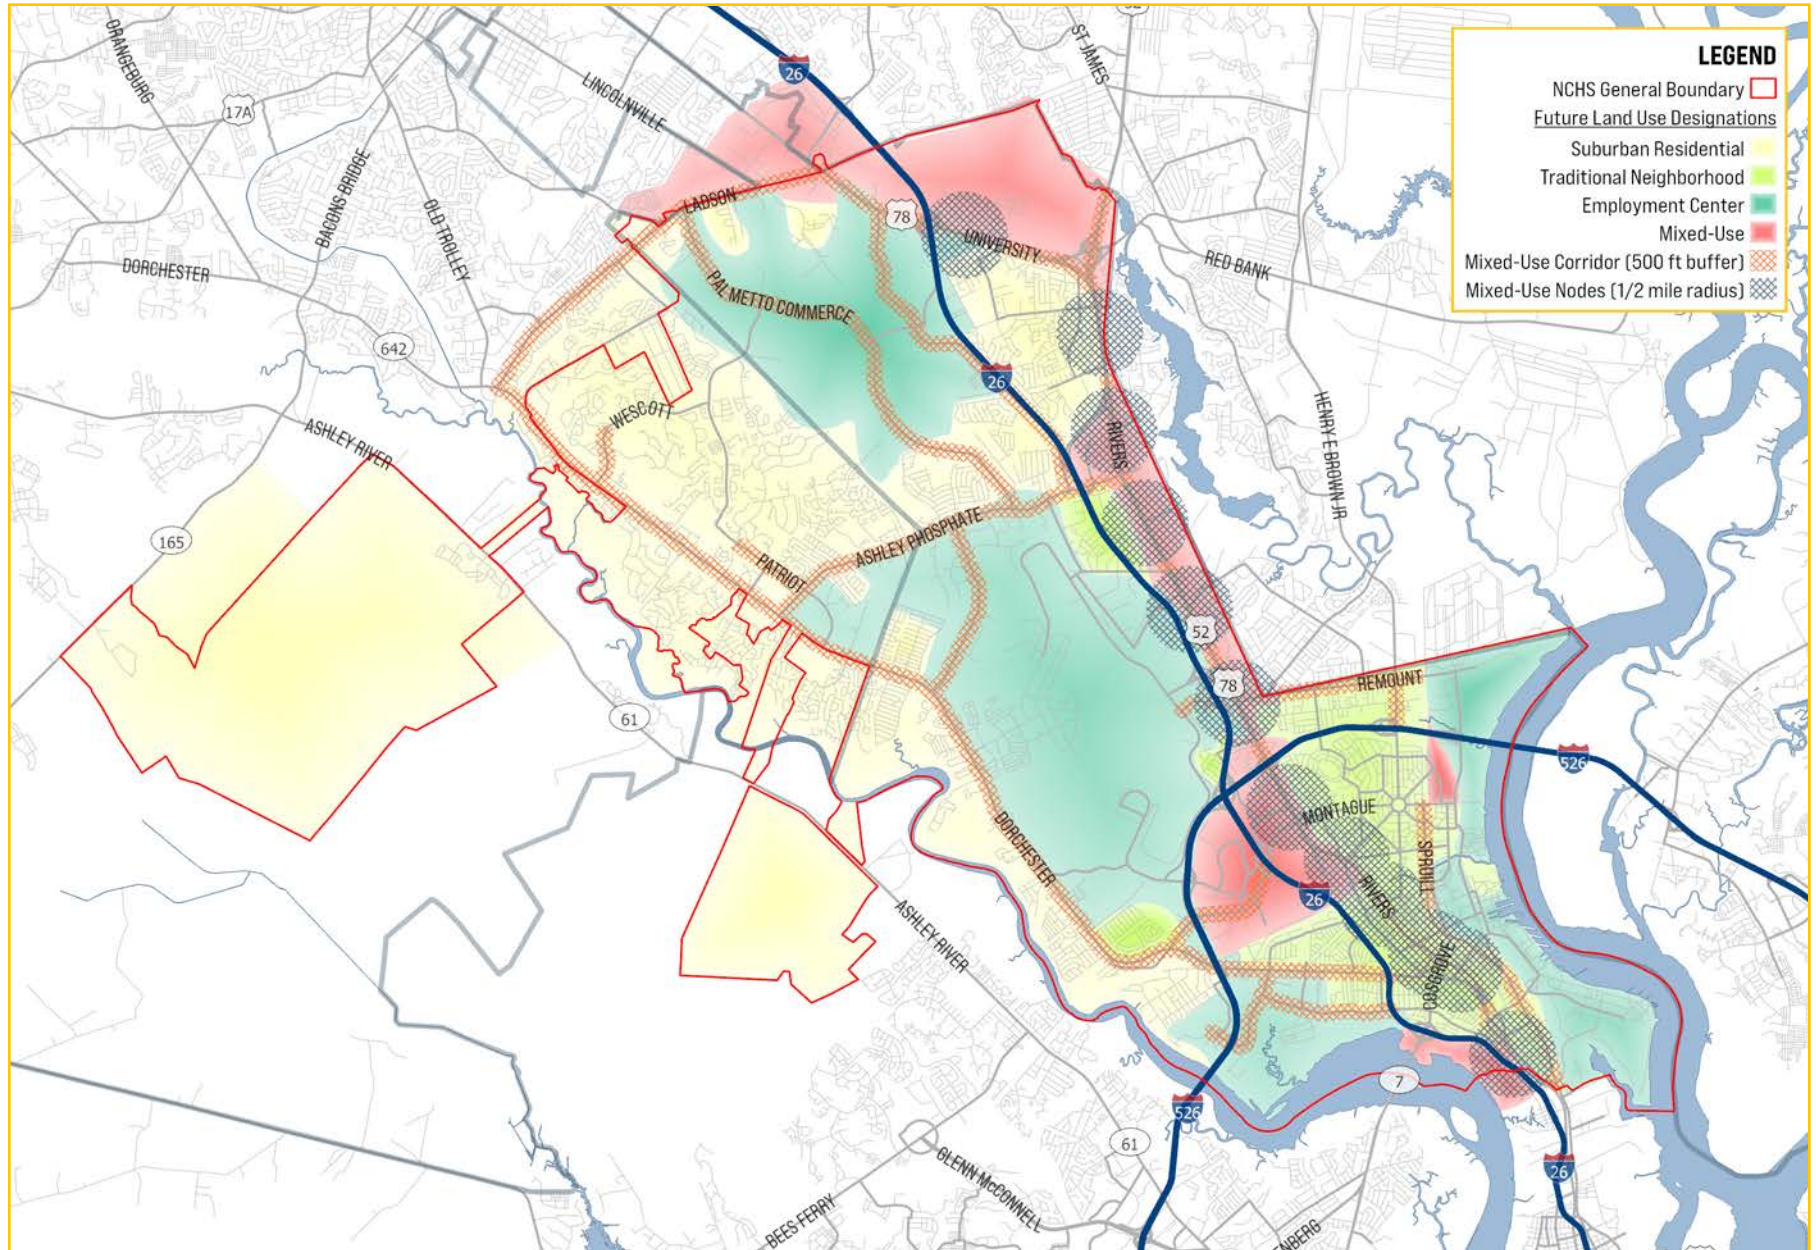 LEGEND
NCHS General Boundary
Future Land Use Designations
Suburban Residential
Traditional Neighborhood
Employment Center
Mixed-Use
Mixed-Use Corridor (500 ft buffer)
Mixed-Use Nodes (1/2 mile radius)
ORANGEBURG
17A
LINCOLNVILLE
26
ST JAMES
BACONS BRIDGE
OLD TROLLEY
DORCHESTER
LADSON
78
UNIVERSITY
RED BANK
PALMETTO COMMERCE
642
26
WESCOTT
RIVERS
HENRY E BROWN JR
ASHLEY RIVER
165
ASHLEY PHOSPHATE
PATRIOT
52
78
REMOUNT
61
526
MONTAGUE
SPRUILL
DORCHESTER
RIVERS
26
ASHLEY RIVER
COSGROVE
7
526
61
GLENN McCONNELL
26
BEES FERRY